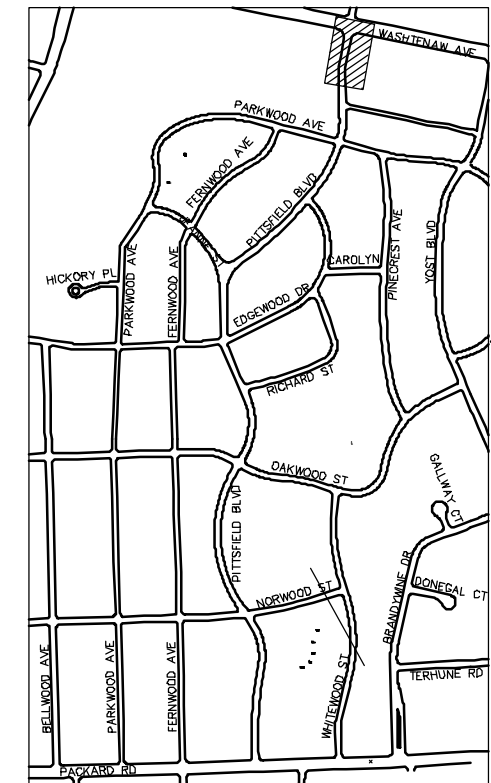 WASHTENAW AVE
PARKWOOD AVE
FERNWOOD AVE
PITTSFIELD BLVD
CAROLYN
PINECREST AVE
YOST BLVD
HICKORY PL
PARKWOOD AVE
FERNWOOD AVE
EDGEWOOD DR
RICHARD ST
OAKWOOD ST
GALLWAY CT
PITTSFIELD BLVD
NORWOOD ST
BRANDYWINE DR
DONEGAL CT
TERHUNE RD
BELLWOOD AVE
PARKWOOD AVE
FERNWOOD AVE
WHITEWOOD ST
PACKARD RD